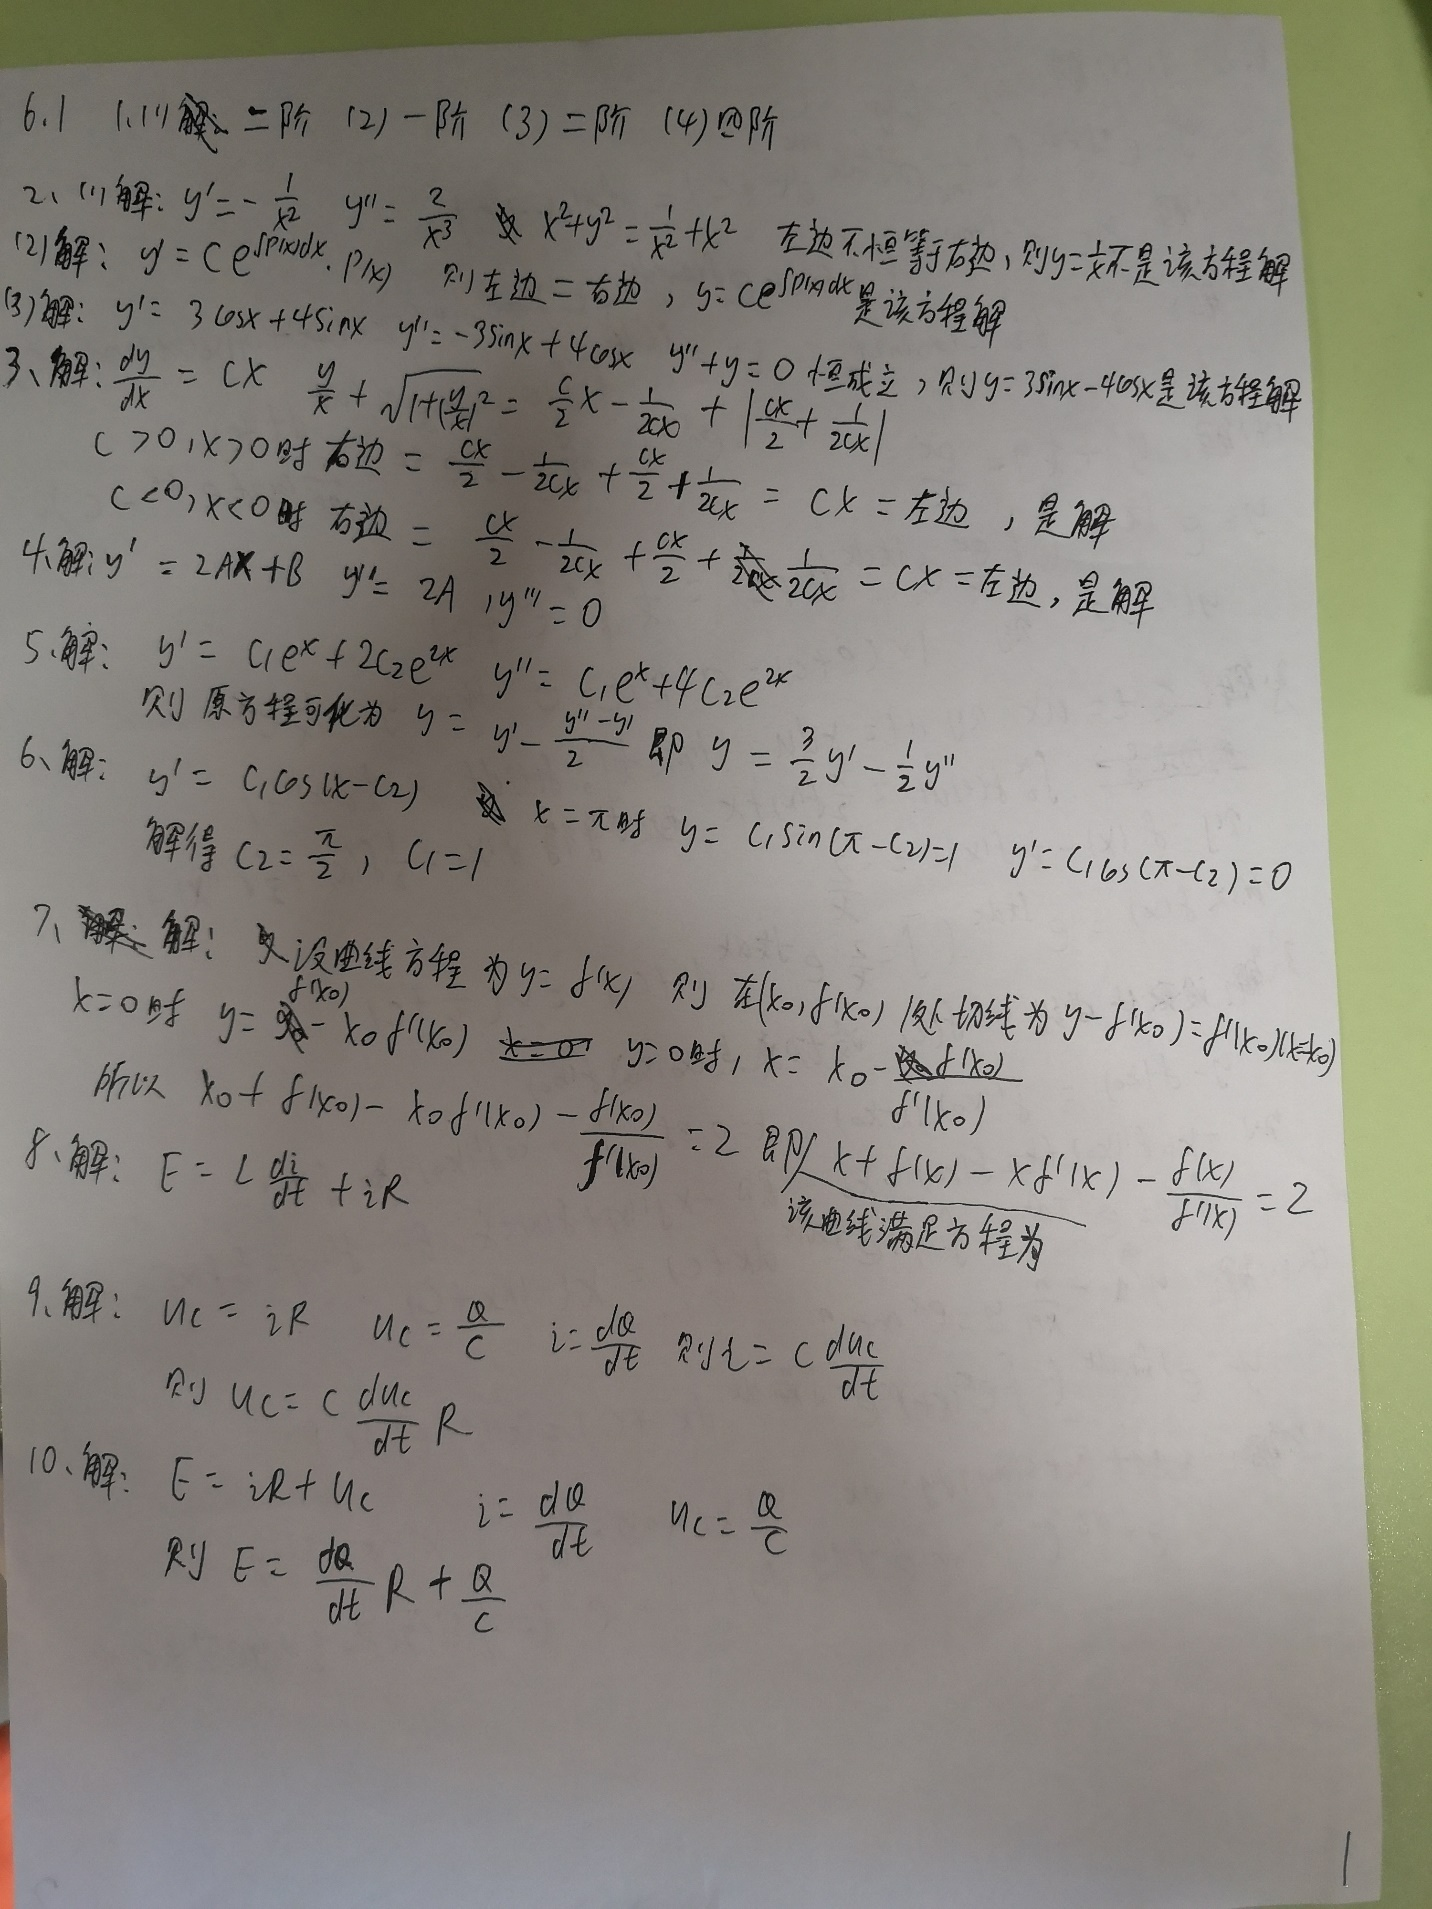 6.1 1.(1) 二阶 (2) 一阶 (3) 二阶 (4) 四阶
2、(1)解: y' = -1/x² y'' = 2/x³ x²+y² = 1/x²+x² 左边不恒等于右边,则y=1/x不是该方程解
(2)解: y' = Ce^∫P(x)dx · P(x) 则左边=右边, y=Ce^∫P(x)dx是该方程解
(3)解: y' = 3cosx+4sinx y''=-3sinx+4cosx y''+y=0 恒成立,则y=3sinx-4cosx是该方程解
3、解: dy/dx = Cx y/x + √(1+(y/x)²) = C/2 x - 1/(2Cx) + |Cx/2 + 1/(2Cx)|
C>0,x>0时 右边 = Cx/2 - 1/(2Cx) + Cx/2 + 1/(2Cx) = Cx = 左边 ,是解
C<0,x<0时 右边 = Cx/2 - 1/(2Cx) + Cx/2 + 1/(2Cx) = Cx = 左边,是解
4、解: y' = 2Ax+B y'' = 2A ,y''' = 0
5、解: y' = C₁eˣ+2C₂e²ˣ y'' = C₁eˣ+4C₂e²ˣ
则原方程可化为 y = y' - (y''-y')/2 即 y = 3/2 y' - 1/2 y''
6、解: y' = C₁cos(x-C₂) x=π时 y = C₁sin(π-C₂)=1 y'=C₁cos(π-C₂)=0
解得 C₂=π/2, C₁=1
7、解: 设曲线方程为y=f(x) 则在(x₀,f(x₀))处切线为y-f(x₀)=f'(x₀)(x-x₀)
x=0时 y=f(x₀)-x₀f'(x₀) y=0时, x= x₀-f(x₀)/f'(x₀)
所以 x₀+f(x₀)-x₀f'(x₀)-f(x₀)/f'(x₀)=2 即 x+f(x)-xf'(x)-f(x)/f'(x)=2
该曲线满足方程为
8、解: E = L di/dt + iR
9、解: uc = iR uc = Q/C i = dQ/dt 则i = C duc/dt
则 uc = C duc/dt R
10、解: E = iR+uc i = dQ/dt uc = Q/C
则 E = dQ/dt R + Q/C
1